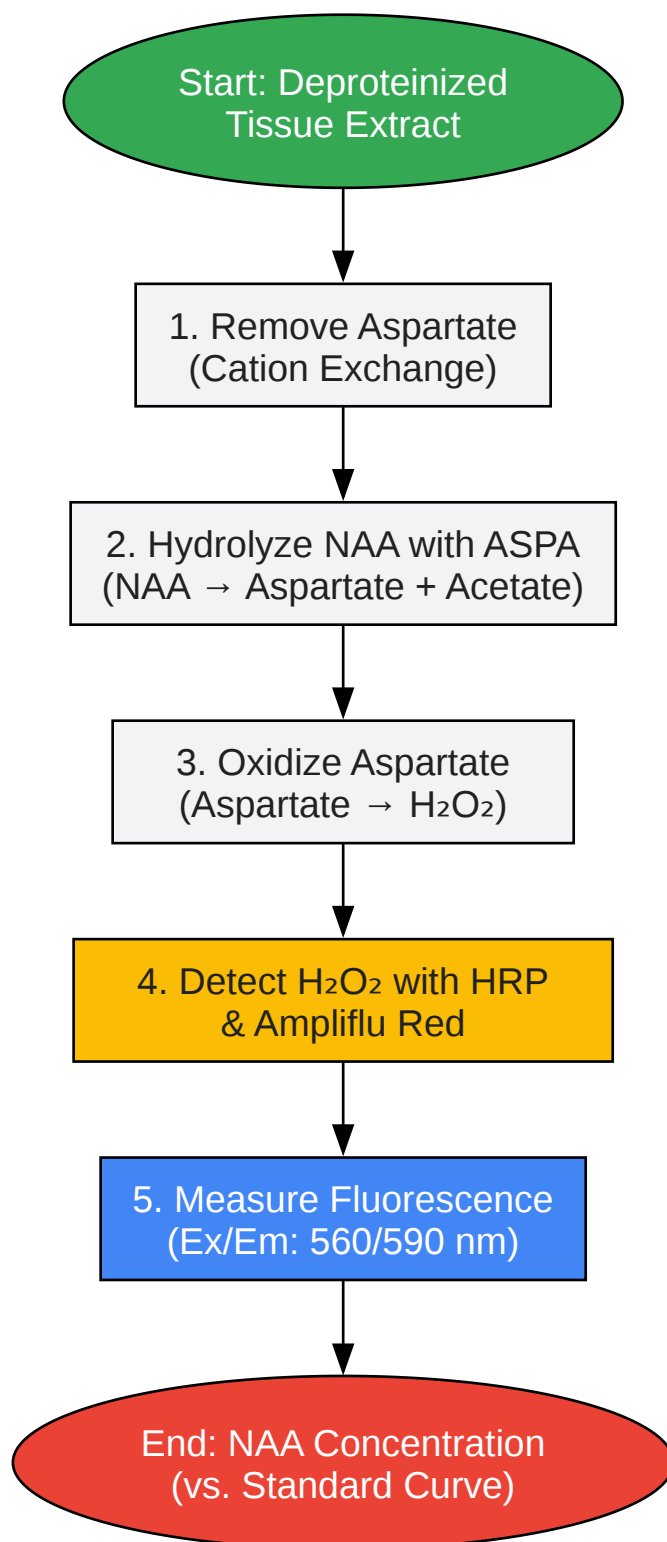 Start: Deproteinized
Tissue Extract
1. Remove Aspartate
(Cation Exchange)
2. Hydrolyze NAA with ASPA
(NAA → Aspartate + Acetate)
3. Oxidize Aspartate
(Aspartate → H₂O₂)
4. Detect H₂O₂ with HRP
& Ampliflu Red
5. Measure Fluorescence
(Ex/Em: 560/590 nm)
End: NAA Concentration
(vs. Standard Curve)